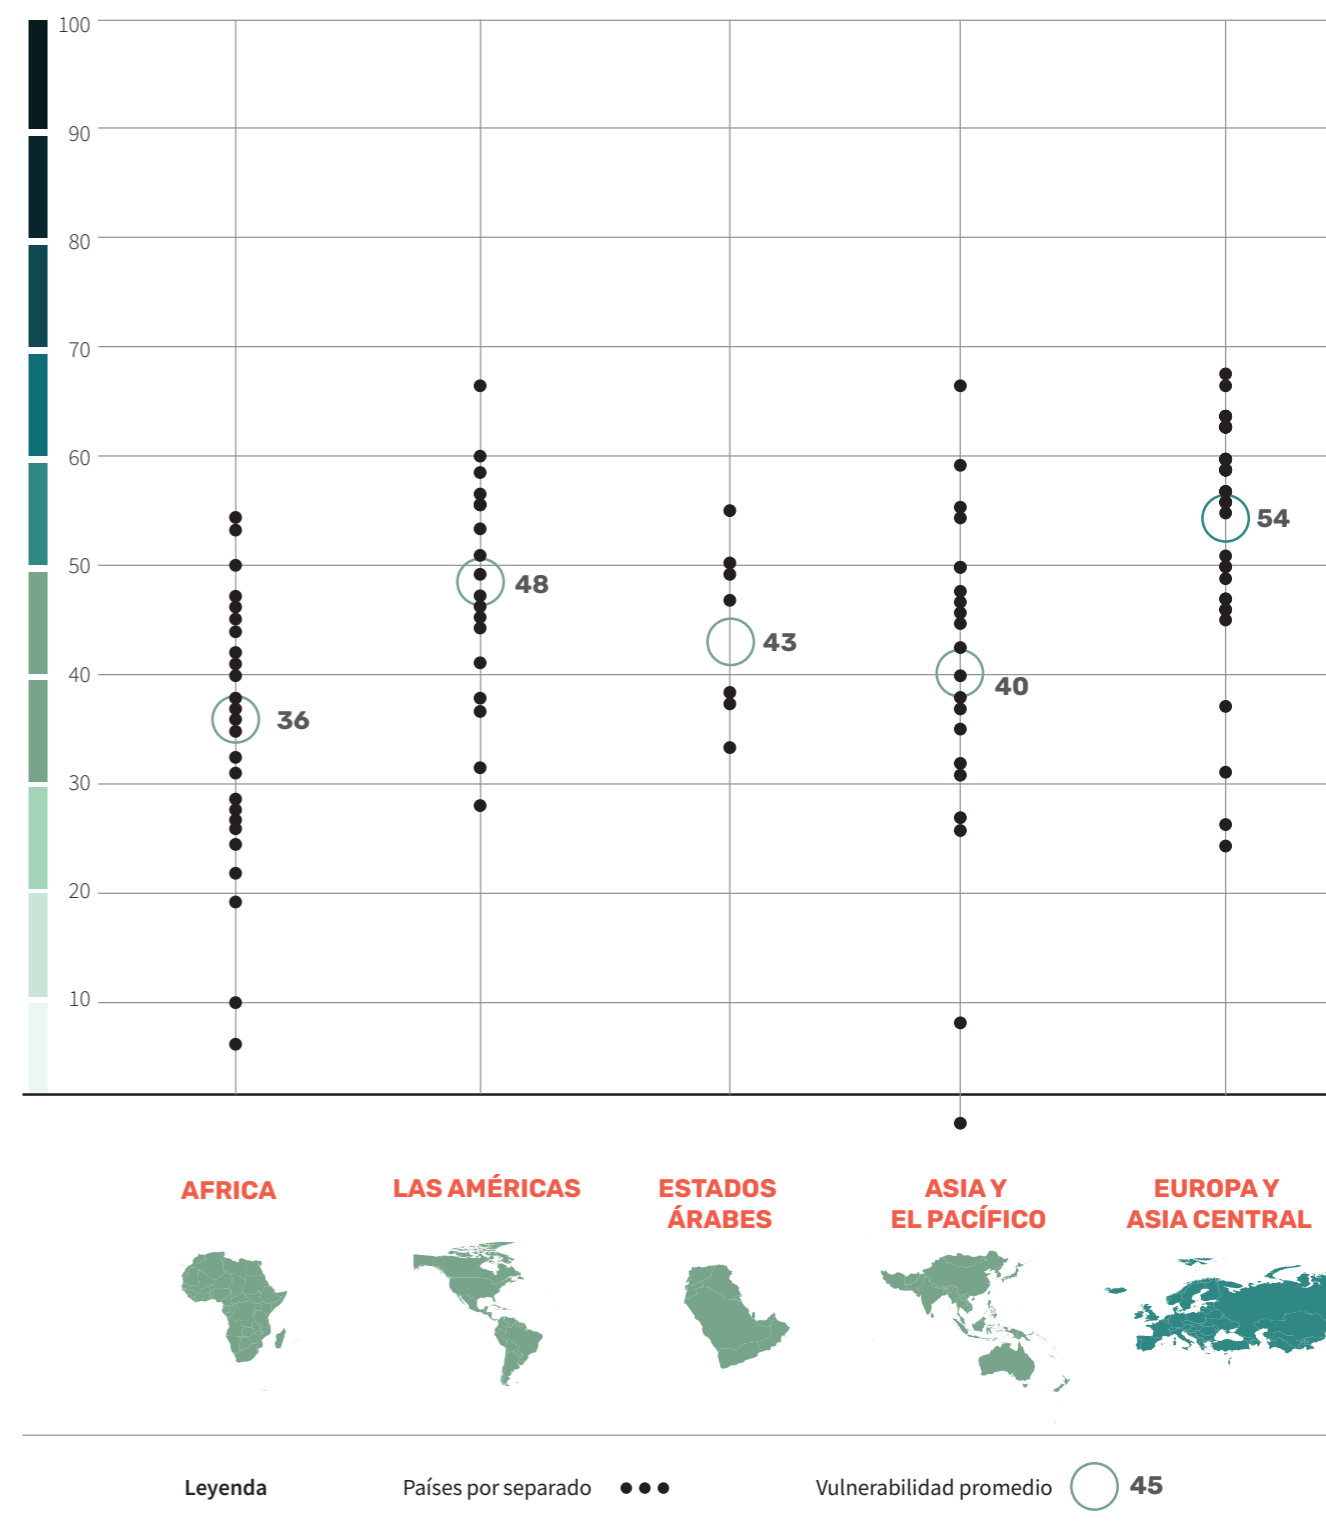 100
90
80
70
60
50
40
30
20
10
36
48
43
40
54
AFRICA
LAS AMÉRICAS
ESTADOS
ÁRABES
ASIA Y
EL PACÍFICO
EUROPA Y
ASIA CENTRAL
Leyenda
Países por separado
Vulnerabilidad promedio
45